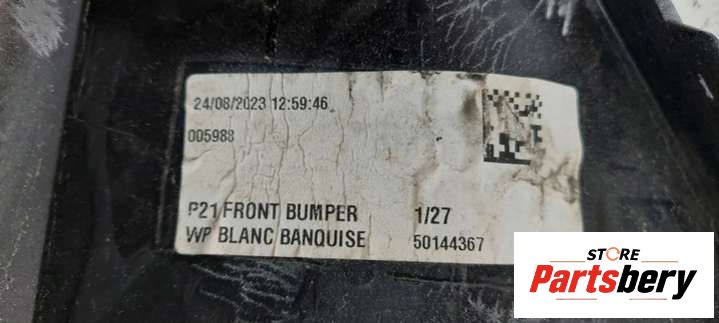 24/08/2023 12:59:46
005988
P21 FRONT BUMPER 1/27
WP BLANC BANQUISE 50144367
STORE
Partsbery